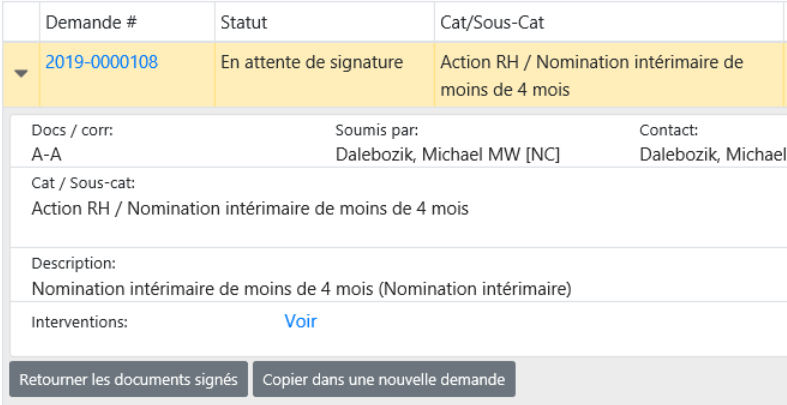 Demande # Statut Cat/Sous-Cat
2019-0000108 En attente de signature Action RH / Nomination intérimaire de
moins de 4 mois
Docs / corr: Soumis par: Contact:
A-A Dalebozik, Michael MW [NC] Dalebozik, Michael
Cat / Sous-cat:
Action RH / Nomination intérimaire de moins de 4 mois
Description:
Nomination intérimaire de moins de 4 mois (Nomination intérimaire)
Interventions: Voir
Retourner les documents signés Copier dans une nouvelle demande